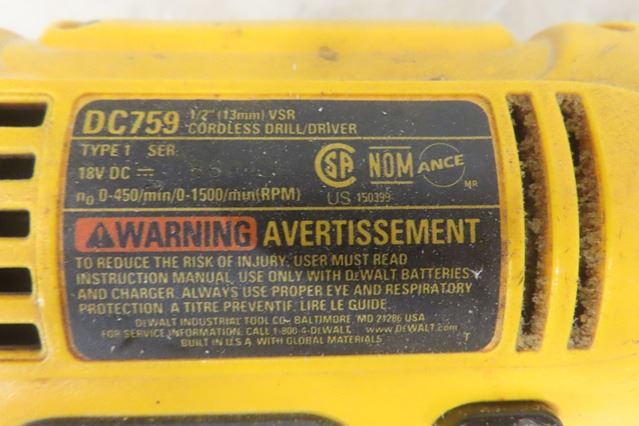 DC759 1/2" (13mm) VSR
CORDLESS DRILL/DRIVER
TYPE 1 SER.
18V DC
n0 0-450/min/0-1500/min(RPM)
SA NOM ANCE
MR
US 150399
WARNING AVERTISSEMENT
TO REDUCE THE RISK OF INJURY, USER MUST READ
INSTRUCTION MANUAL. USE ONLY WITH DEWALT BATTERIES
AND CHARGER. ALWAYS USE PROPER EYE AND RESPIRATORY
PROTECTION. A TITRE PREVENTIF, LIRE LE GUIDE.
DEWALT INDUSTRIAL TOOL CO., BALTIMORE, MD 21286 USA
FOR SERVICE INFORMATION, CALL 1-800-4-DEWALT www.DEWALT.com
BUILT IN U.S.A. WITH GLOBAL MATERIALS T